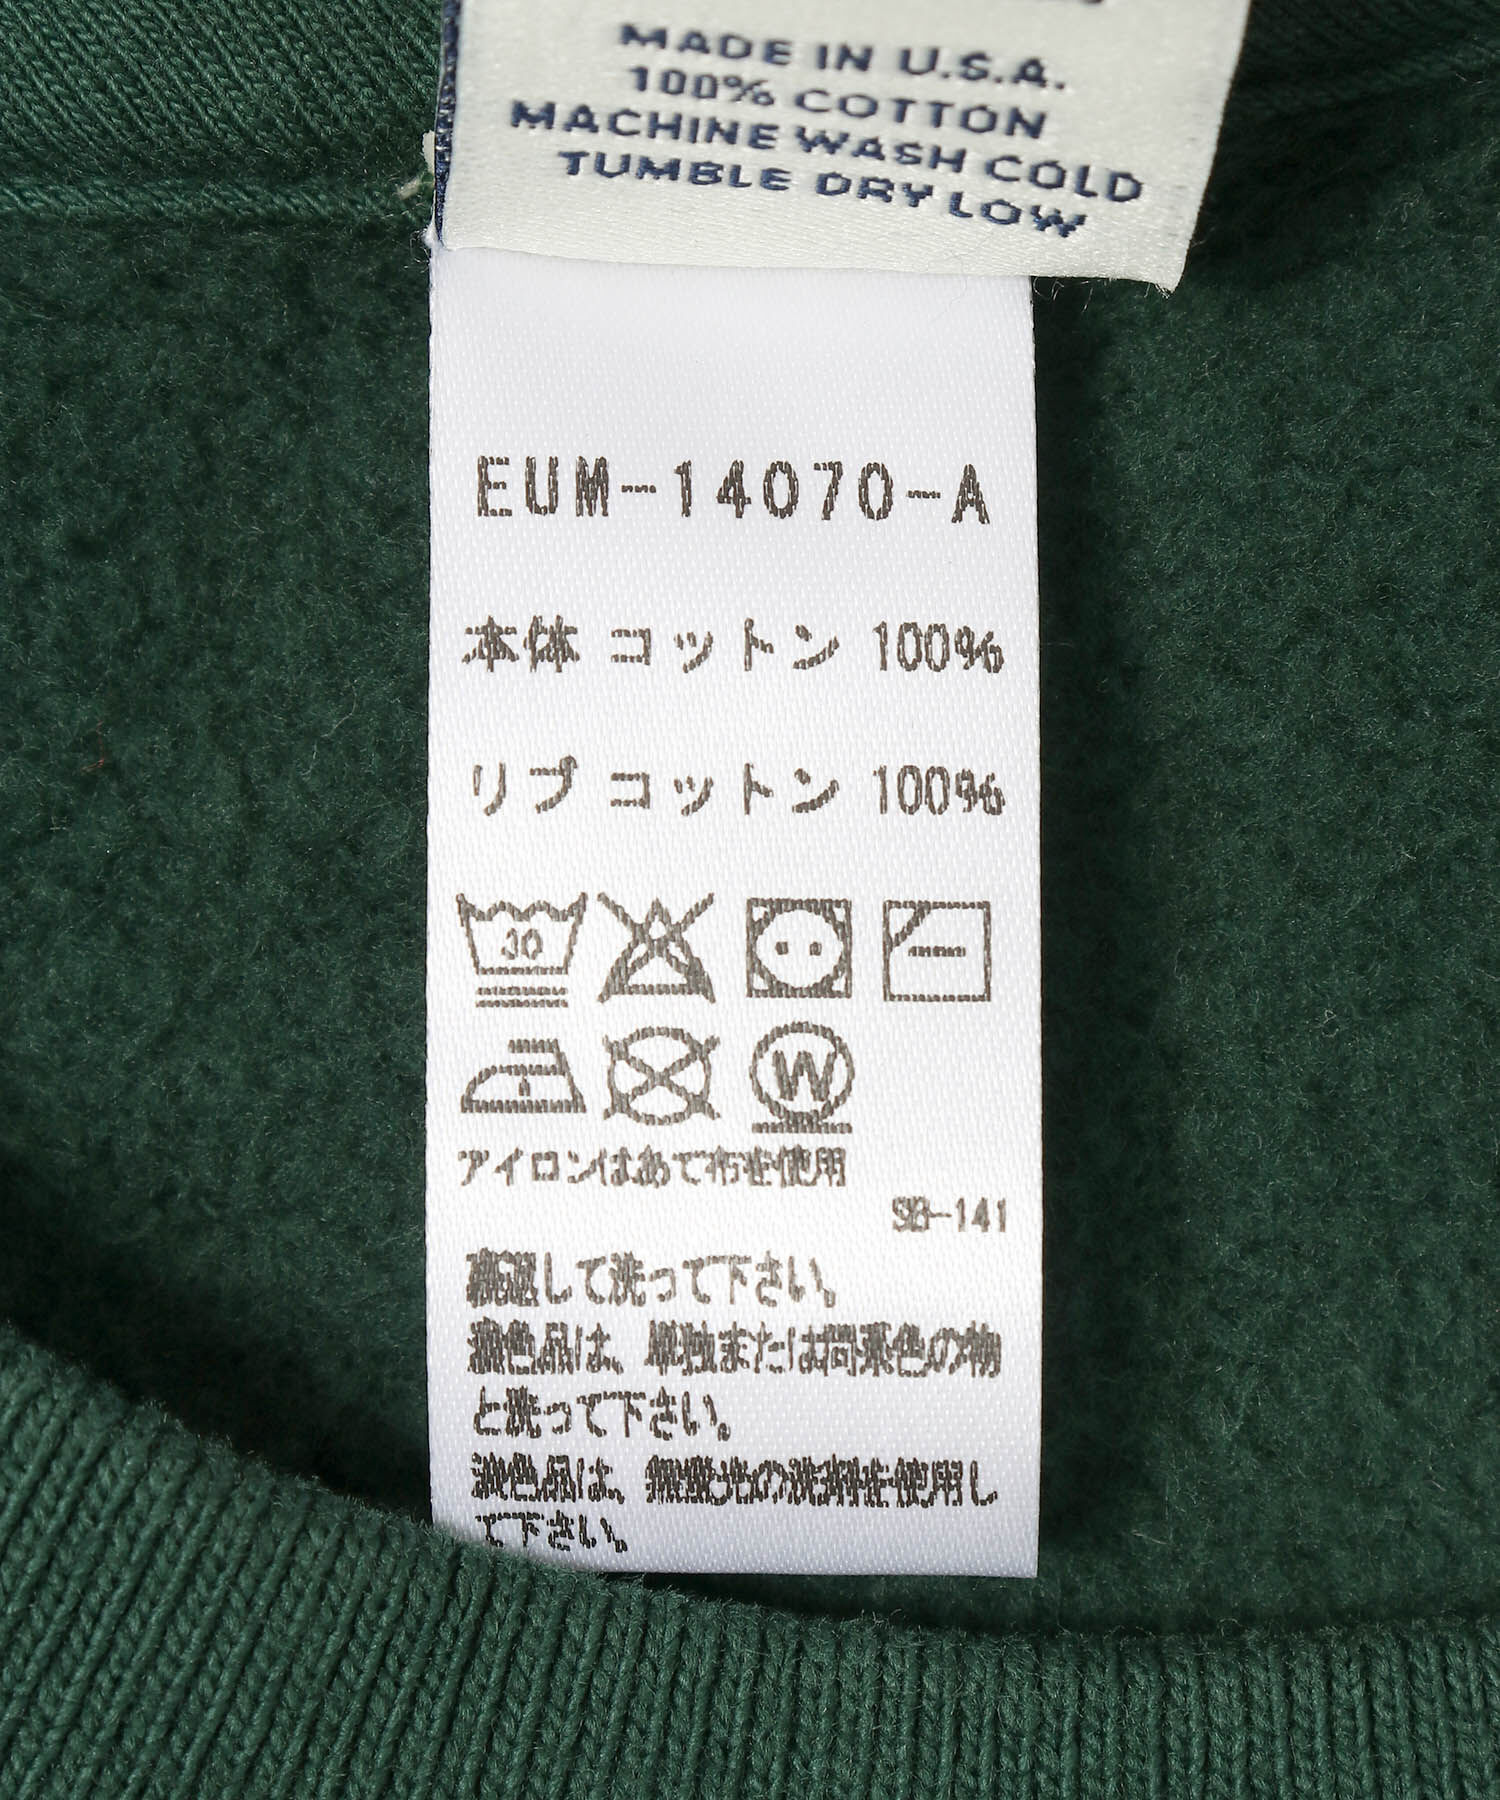 MADE IN U.S.A.
100% COTTON
MACHINE WASH COLD
TUMBLE DRY LOW
EUM-14070-A
本体 コットン 100%
リブ コットン 100%
30
W
アイロンはあて布を使用
SB-141
裏返して洗って下さい。
濃色品は、単独または同系色の物
と洗って下さい。
淡色品は、無蛍光の洗剤を使用し
て下さい。